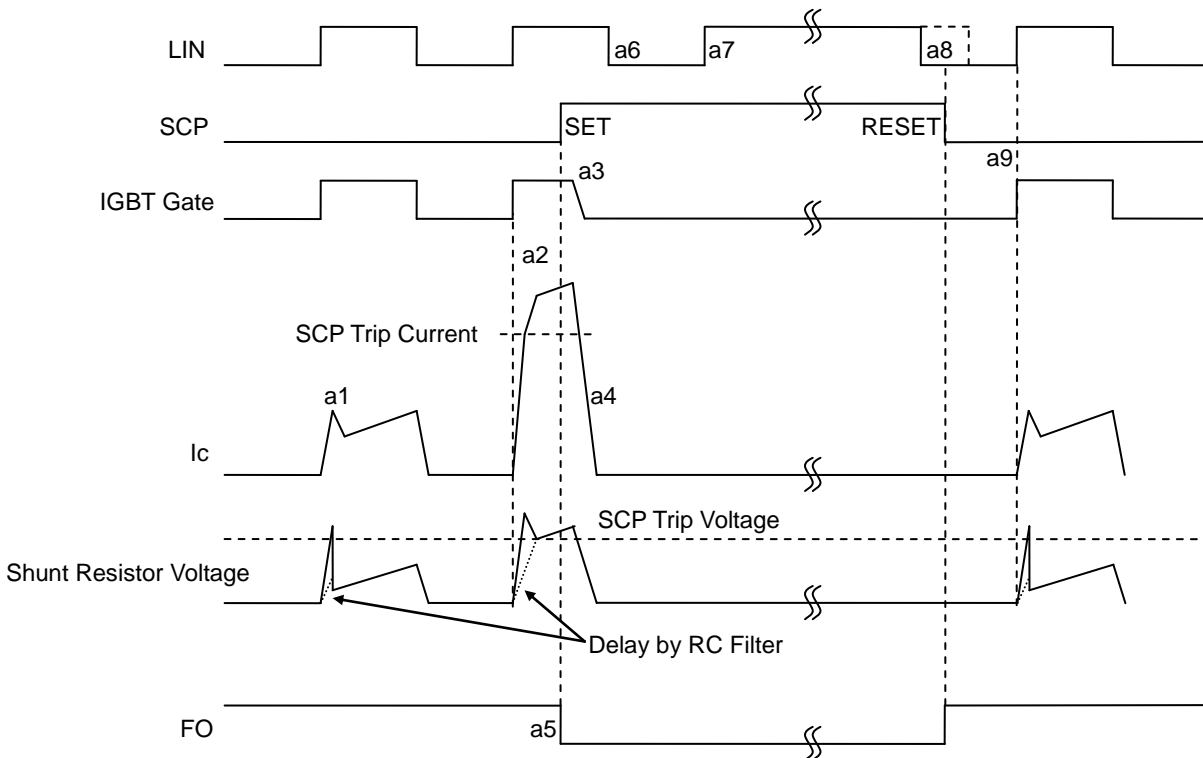 LIN
a6
a7
a8
SCP
SET
RESET
a9
a3
IGBT Gate
a2
SCP Trip Current
a1
a4
Ic
SCP Trip Voltage
Shunt Resistor Voltage
Delay by RC Filter
FO
a5